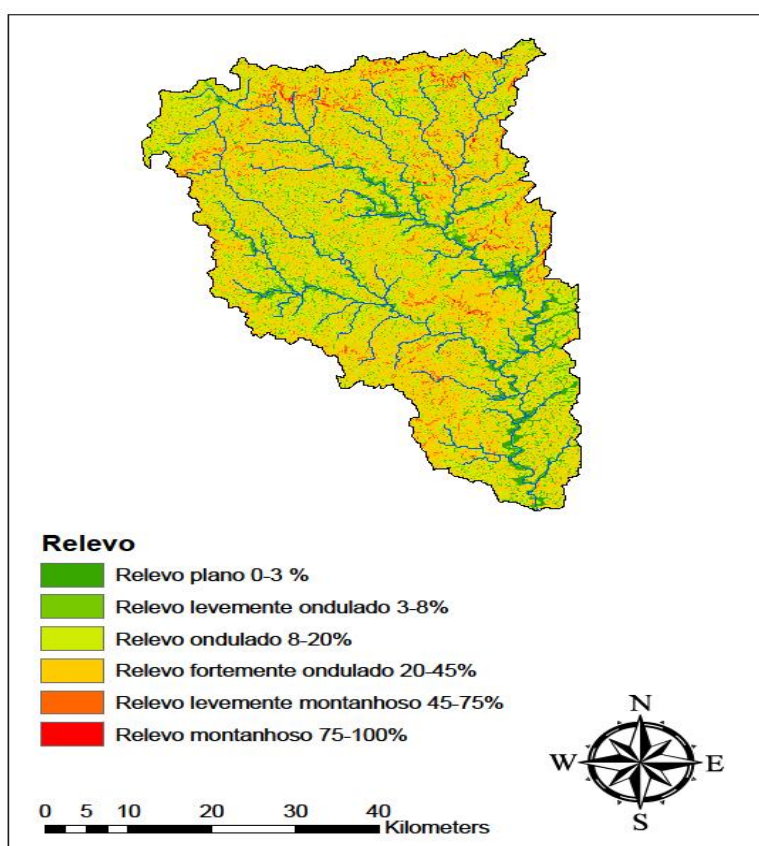 Relevo
Relevo plano 0-3 %
Relevo levemente ondulado 3-8%
Relevo ondulado 8-20%
Relevo fortemente ondulado 20-45%
Relevo levemente montanhoso 45-75%
Relevo montanhoso 75-100%
N
W E
S
0 5 10 20 30 40
Kilometers